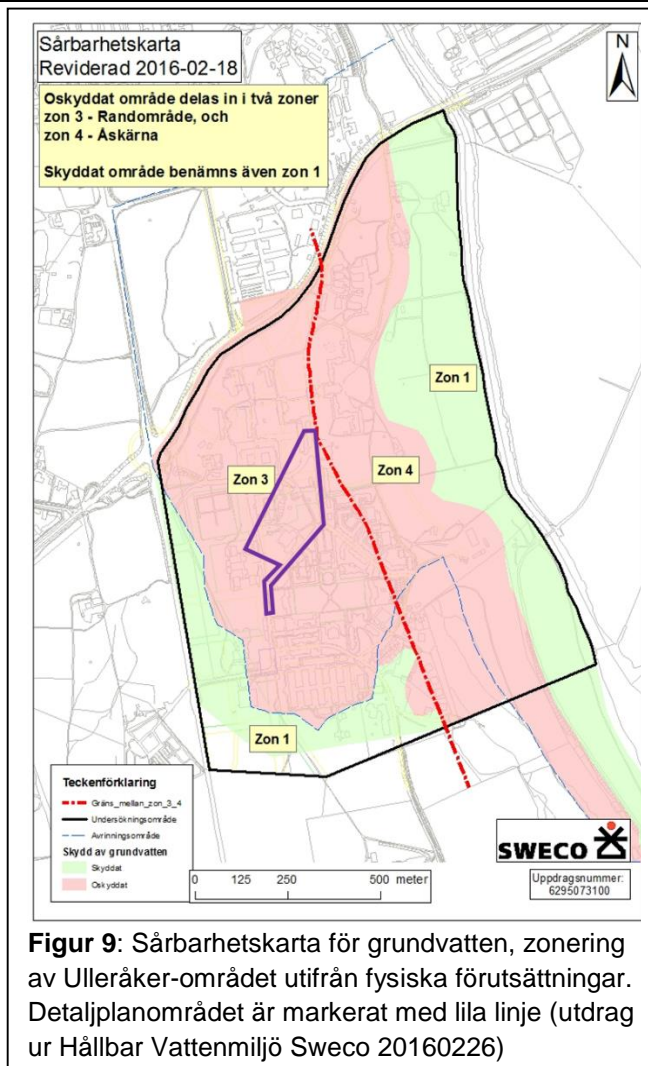 Sårbarhetskarta
Reviderad 2016-02-18
N
Oskyddat område delas in i två zoner
zon 3 - Randområde, och
zon 4 - Åskärna
Skyddat område benämns även zon 1
Zon 1
Zon 3
Zon 4
Zon 1
Teckenförklaring
Gräns_mellan_zon_3_4
Undersökningsområde
Avrinningsområde
Skydd av grundvatten
Skyddat
Oskyddat
0 125 250 500 meter
SWECO
Uppdragsnummer:
6295073100
Figur 9: Sårbarhetskarta för grundvatten, zonering
av Ulleråker-området utifrån fysiska förutsättningar.
Detaljplanområdet är markerat med lila linje (utdrag
ur Hållbar Vattenmiljö Sweco 20160226)